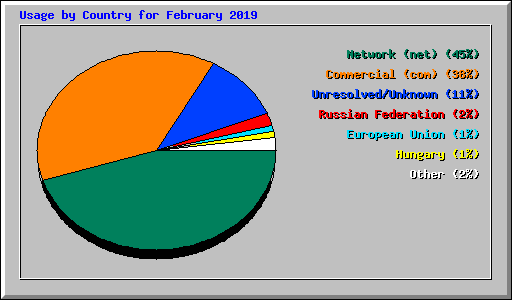 Usage by Country for February 2019
Network (net) (45%)
Commercial (com) (38%)
Unresolved/Unknown (11%)
Russian Federation (2%)
European Union (1%)
Hungary (1%)
Other (2%)